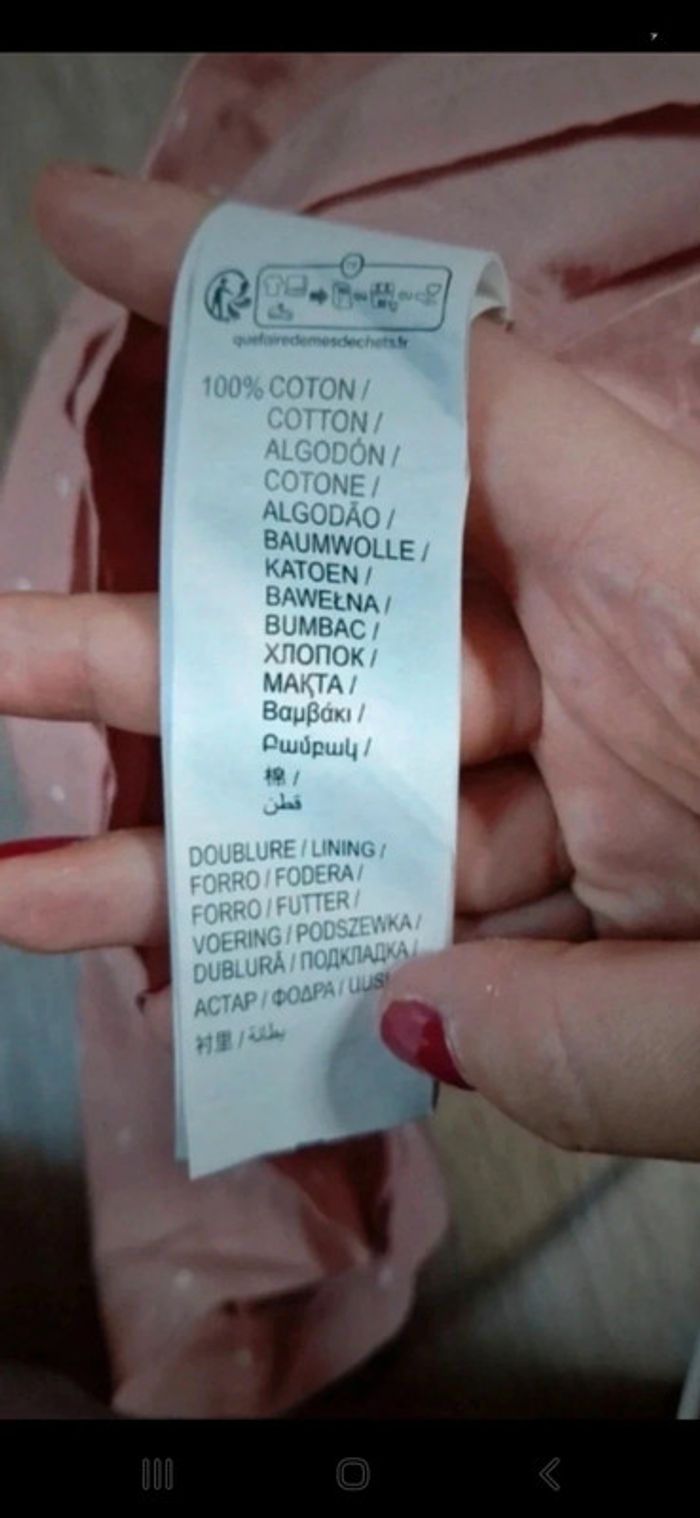 quefairedemesdechets.fr
100% COTON /
COTTON /
ALGODÓN /
COTONE /
ALGODÃO /
BAUMWOLLE /
KATOEN /
BAWEŁNA /
BUMBAC /
ХЛОПОК /
МАҚТА /
Βαμβάκι /
Բամբակ /
棉 /
قطن
DOUBLURE / LINING /
FORRO / FODERA /
FORRO / FUTTER /
VOERING / PODSZEWKA /
DUBLURĂ / ПОДКЛАДКА /
АСТАР / ΦΟΔΡΑ /
衬里 / بطانة